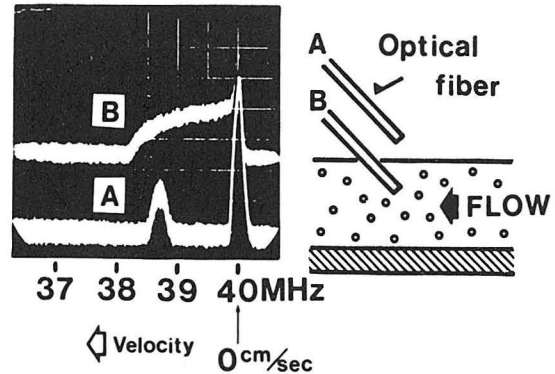 B
A
37 38 39 40MHz
Velocity
0cm/sec
A
Optical
fiber
B
FLOW